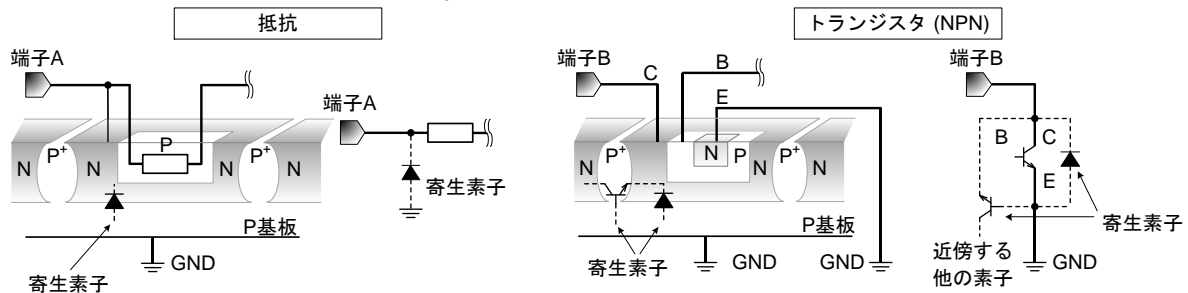 抵抗
端子A
P
N
P+
N
N
P+
N
P基板
GND
寄生素子
端子A
寄生素子
トランジスタ (NPN)
端子B
C
B
E
N
P+
N
N
P
N
P+
N
P基板
寄生素子
GND
GND
端子B
B
C
E
寄生素子
近傍する
他の素子
GND